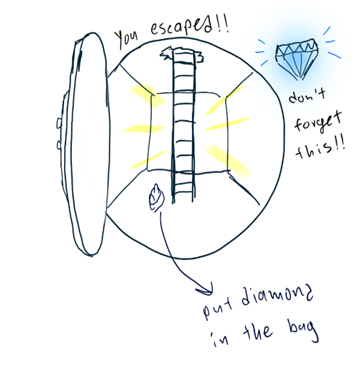 You escaped!!
don't
forget
this!!
put diamond
in the bag